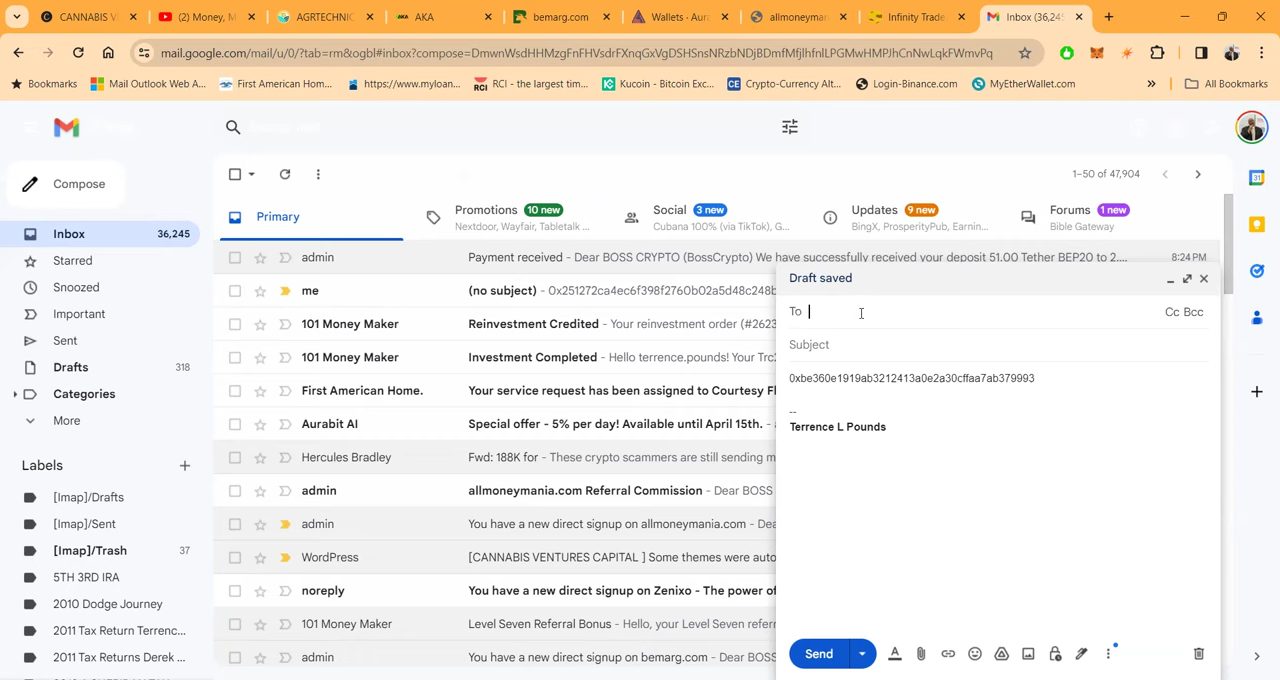 CANNABIS V
(2) Money, M
AGRTECHNIC
AKA
bemarg.com
Wallets - Aur
allmoneyman
Infinity Trade
Inbox (36,24
mail.google.com/mail/u/0/?tab=rm&ogbl#inbox?compose=DmwnWsdHHMzgFnFHVsdrFXnqGxVgDSHSnsNRzbNDjBDmfMfjlhfnlLPGMwHMPJhCnNwLqkFWmvPq
Bookmarks
Mail Outlook Web A...
First American Hom...
https://www.myloan...
RCI - the largest tim...
Kucoin - Bitcoin Exc...
Crypto-Currency Alt...
Login-Binance.com
MyEtherWallet.com
»
All Bookmarks
Compose
1–50 of 47,904
Inbox 36,245
Primary
Promotions 10 new
Nextdoor, Wayfair, Tabletalk ...
Social 3 new
Cubana 100% (via TikTok), G...
Updates 9 new
BingX, ProsperityPub, Earnin...
Forums 1 new
Bible Gateway
Starred
Snoozed
Important
Sent
Drafts 318
Categories
More
Labels
[Imap]/Drafts
[Imap]/Sent
[Imap]/Trash 37
5TH 3RD IRA
2010 Dodge Journey
2011 Tax Return Terrenc...
2011 Tax Returns Derek ...
admin Payment received - Dear BOSS CRYPTO (BossCrypto) We have successfully received your deposit 51.00 Tether BEP20 to 2.... 8:24 PM
me (no subject) - 0x251272ca4ec6f398f2760b02a5d48c248b
101 Money Maker Reinvestment Credited - Your reinvestment order (#2623
101 Money Maker Investment Completed - Hello terrence.pounds! Your Trc2
First American Home. Your service request has been assigned to Courtesy Pl
Aurabit AI Special offer - 5% per day! Available until April 15th. -
Hercules Bradley Fwd: 188K for - These crypto scammers are still sending m
admin allmoneymania.com Referral Commission - Dear BOSS
admin You have a new direct signup on allmoneymania.com - Dea
WordPress [CANNABIS VENTURES CAPITAL ] Some themes were auto
noreply You have a new direct signup on Zenixo - The power of
101 Money Maker Level Seven Referral Bonus - Hello, your Level Seven referr
admin You have a new direct signup on bemarg.com - Dear BOSS
Draft saved
To
Cc Bcc
Subject
0xbe360e1919ab3212413a0e2a30cffaa7ab379993
--
Terrence L Pounds
Send